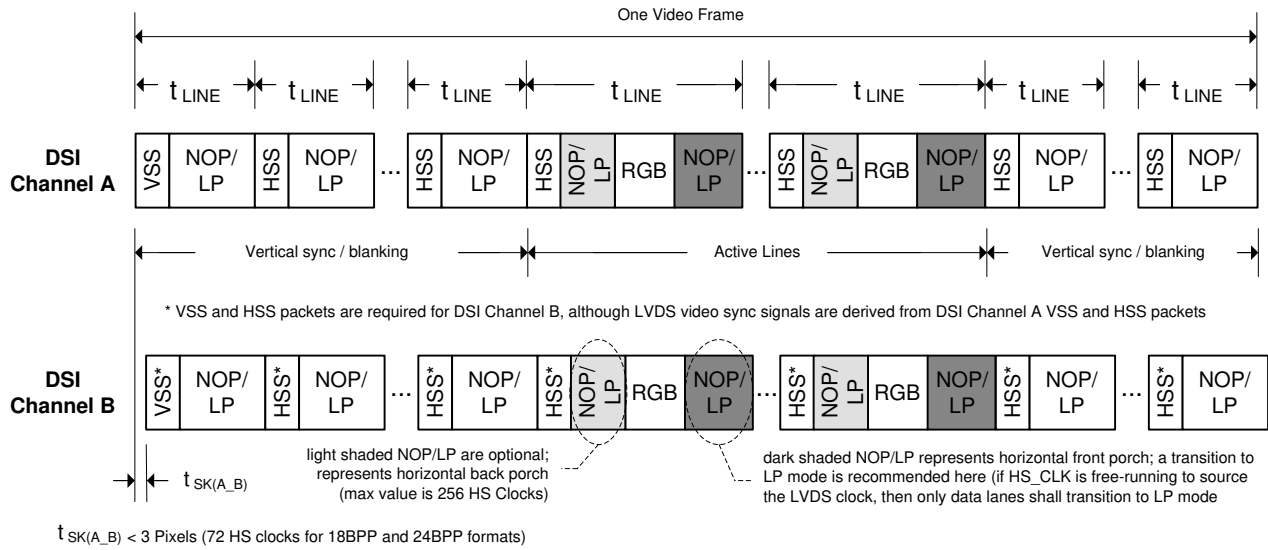 One Video Frame
t LINE t LINE t LINE t LINE t LINE t LINE t LINE
DSI
Channel A
VSS NOP/
LP HSS NOP/
LP ... HSS NOP/
LP HSS NOP/
LP RGB NOP/
LP ... HSS NOP/
LP RGB NOP/
LP HSS NOP/
LP ... HSS NOP/
LP
Vertical sync / blanking Active Lines Vertical sync / blanking
* VSS and HSS packets are required for DSI Channel B, although LVDS video sync signals are derived from DSI Channel A VSS and HSS packets
DSI
Channel B
VSS* NOP/
LP HSS* NOP/
LP ... HSS* NOP/
LP HSS* NOP/
LP RGB NOP/
LP ... HSS* NOP/
LP RGB NOP/
LP HSS* NOP/
LP ... HSS* NOP/
LP
t SK(A_B)
light shaded NOP/LP are optional;
represents horizontal back porch
(max value is 256 HS Clocks)
dark shaded NOP/LP represents horizontal front porch; a transition to
LP mode is recommended here (if HS_CLK is free-running to source
the LVDS clock, then only data lanes shall transition to LP mode
t SK(A_B) < 3 Pixels (72 HS clocks for 18BPP and 24BPP formats)